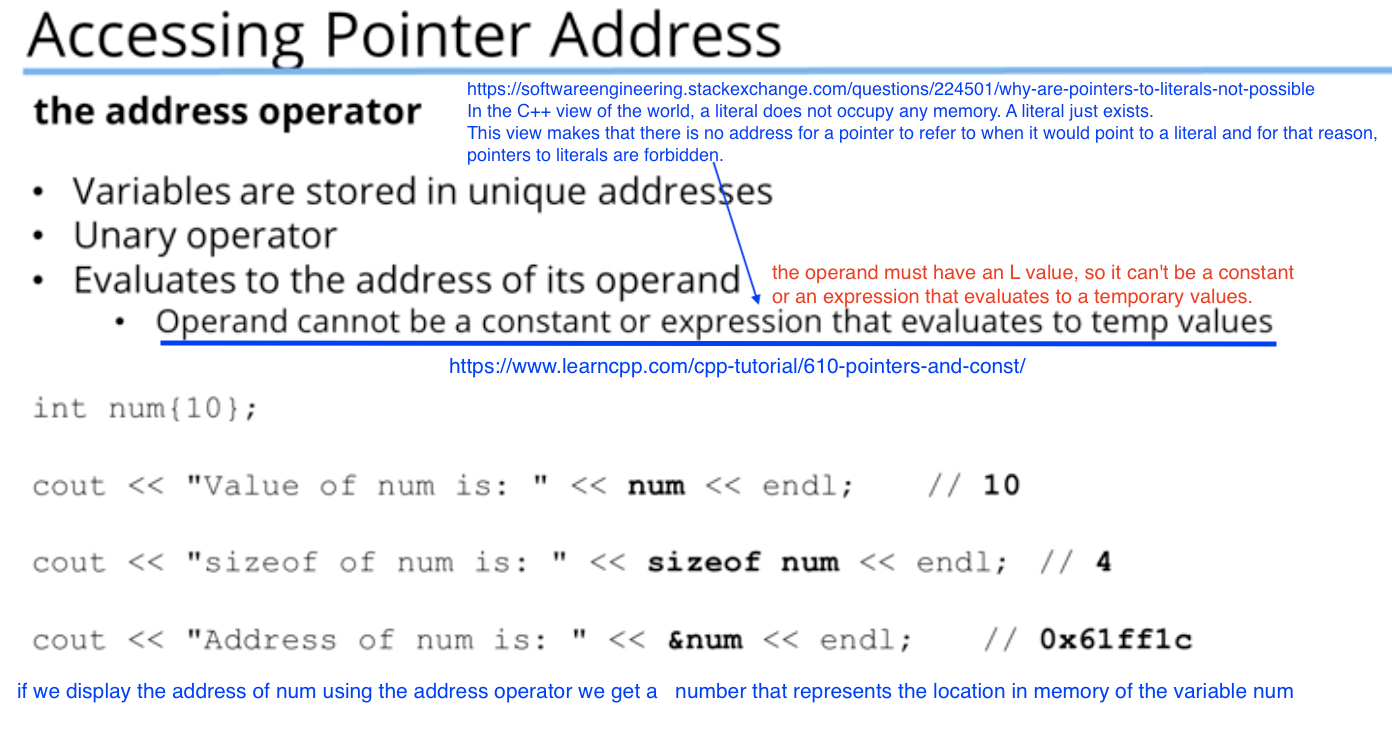 Accessing Pointer Address
the address operator
https://softwareengineering.stackexchange.com/questions/224501/why-are-pointers-to-literals-not-possible
In the C++ view of the world, a literal does not occupy any memory. A literal just exists.
This view makes that there is no address for a pointer to refer to when it would point to a literal and for that reason,
pointers to literals are forbidden.
• Variables are stored in unique addresses
• Unary operator
• Evaluates to the address of its operand
the operand must have an L value, so it can't be a constant
or an expression that evaluates to a temporary values.
• Operand cannot be a constant or expression that evaluates to temp values
https://www.learncpp.com/cpp-tutorial/610-pointers-and-const/
int num{10};
cout << "Value of num is: " << num << endl; // 10
cout << "sizeof of num is: " << sizeof num << endl; // 4
cout << "Address of num is: " << &num << endl; // 0x61ff1c
if we display the address of num using the address operator we get a number that represents the location in memory of the variable num